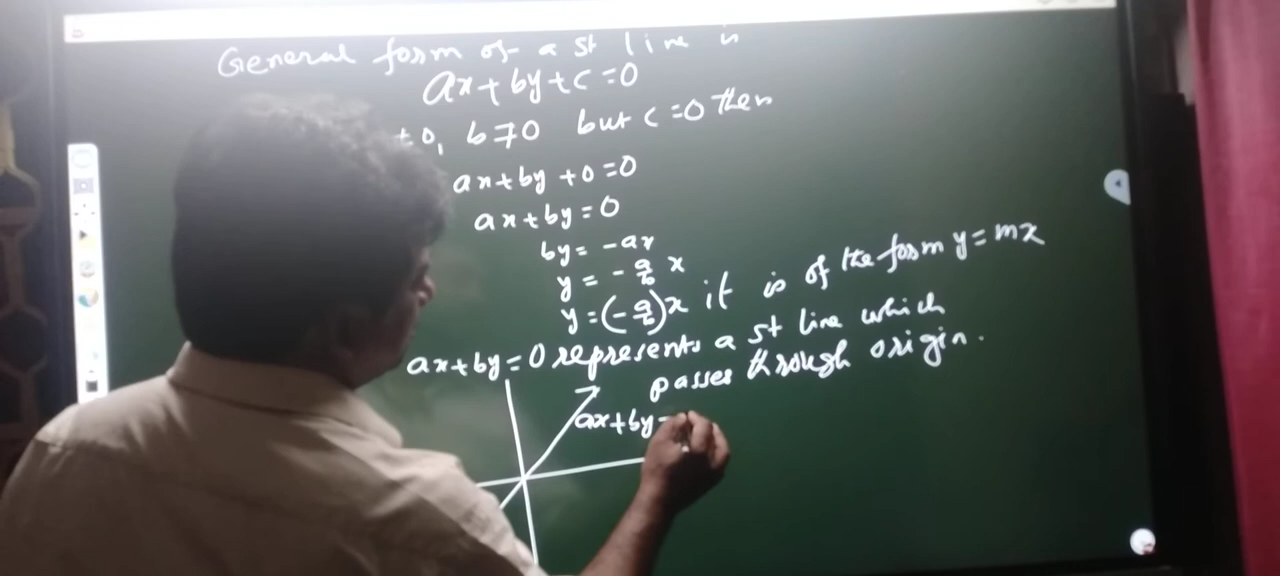 General form of a st line is
ax+by+c=0
≠0, b≠0 but c=0 then
ax+by+0=0
ax+by=0
by=-ax
y=-a/b x
y=(-a/b)x it is of the form y=mx
ax+by=0 represents a st line which
passes through origin.
ax+by=